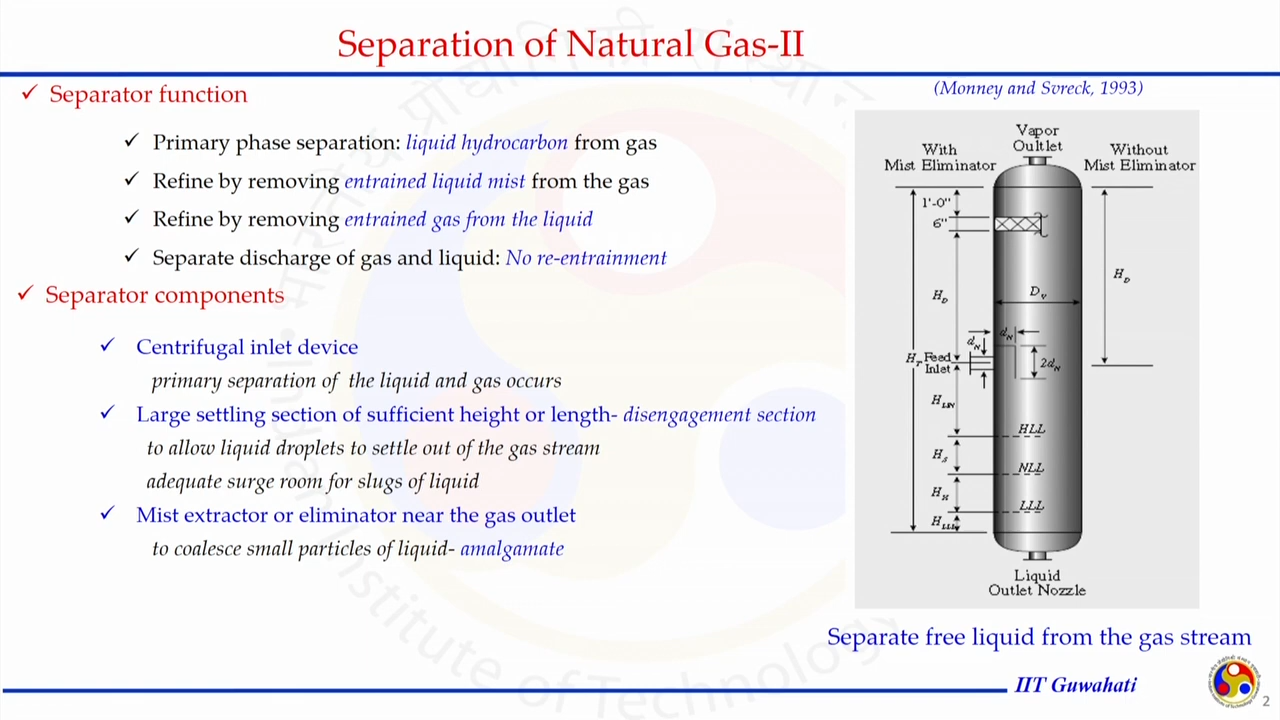 Separation of Natural Gas-II
✓ Separator function
✓ Primary phase separation: liquid hydrocarbon from gas
✓ Refine by removing entrained liquid mist from the gas
✓ Refine by removing entrained gas from the liquid
✓ Separate discharge of gas and liquid: No re-entrainment
✓ Separator components
✓ Centrifugal inlet device
primary separation of the liquid and gas occurs
✓ Large settling section of sufficient height or length- disengagement section
to allow liquid droplets to settle out of the gas stream
adequate surge room for slugs of liquid
✓ Mist extractor or eliminator near the gas outlet
to coalesce small particles of liquid- amalgamate
(Monney and Svreck, 1993)
Vapor
Oultlet
With
Mist Eliminator
Without
Mist Eliminator
1'-0"
6"
H_D
H_D
D_v
d_N
d_N
2d_N
H_T
Feed
Inlet
H_LIN
HLL
H_S
NLL
H_H
LLL
H_LLL
Liquid
Outlet Nozzle
Separate free liquid from the gas stream
IIT Guwahati
2
Institute of Technology